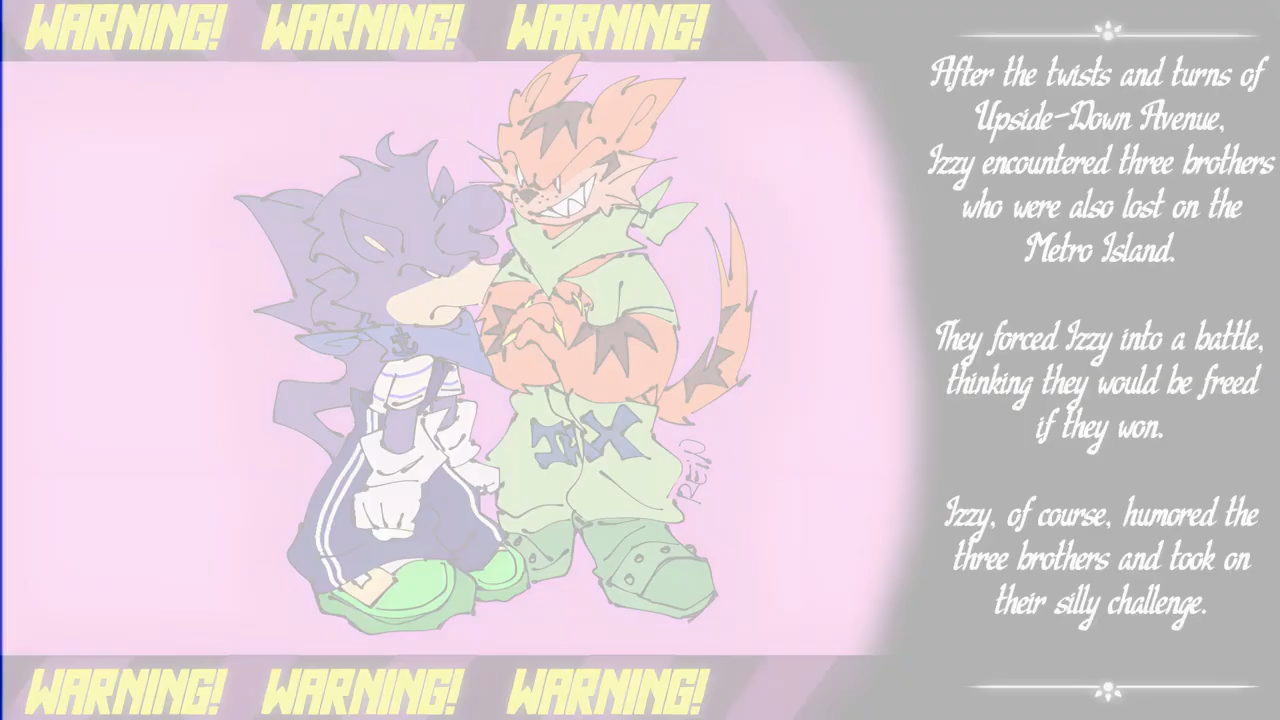 WARNING! WARNING! WARNING!
After the twists and turns of
Upside-Down Avenue,
Izzy encountered three brothers
who were also lost on the
Metro Island.
They forced Izzy into a battle,
thinking they would be freed
if they won.
Izzy, of course, humored the
three brothers and took on
their silly challenge.
REiN
WARNING! WARNING! WARNING!